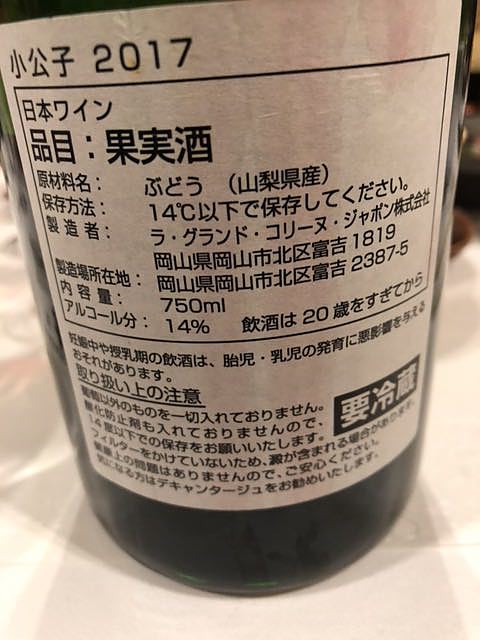 小公子 2017
日本ワイン
品目：果実酒
原材料名： ぶどう （山梨県産）
保存方法： 14℃以下で保存してください。
製造者： ラ・グランド・コリーヌ・ジャポン株式会社
岡山県岡山市北区富吉1819
製造場所在地： 岡山県岡山市北区富吉2387-5
内容量： 750ml
アルコール分： 14% 飲酒は20歳をすぎてから
妊娠中や授乳期の飲酒は、胎児・乳児の発育に悪影響を与える
おそれがあります。
取り扱い上の注意
葡萄以外のものを一切入れておりません。
酸化防止剤も入れておりませんので、
14度以下での保存をお願いいたします。
要冷蔵
フィルターをかけていないため、澱が含まれる場合があります。
品質上の問題はありませんので、ご安心ください。
気になる方はデキャンタージュをお勧めいたします。